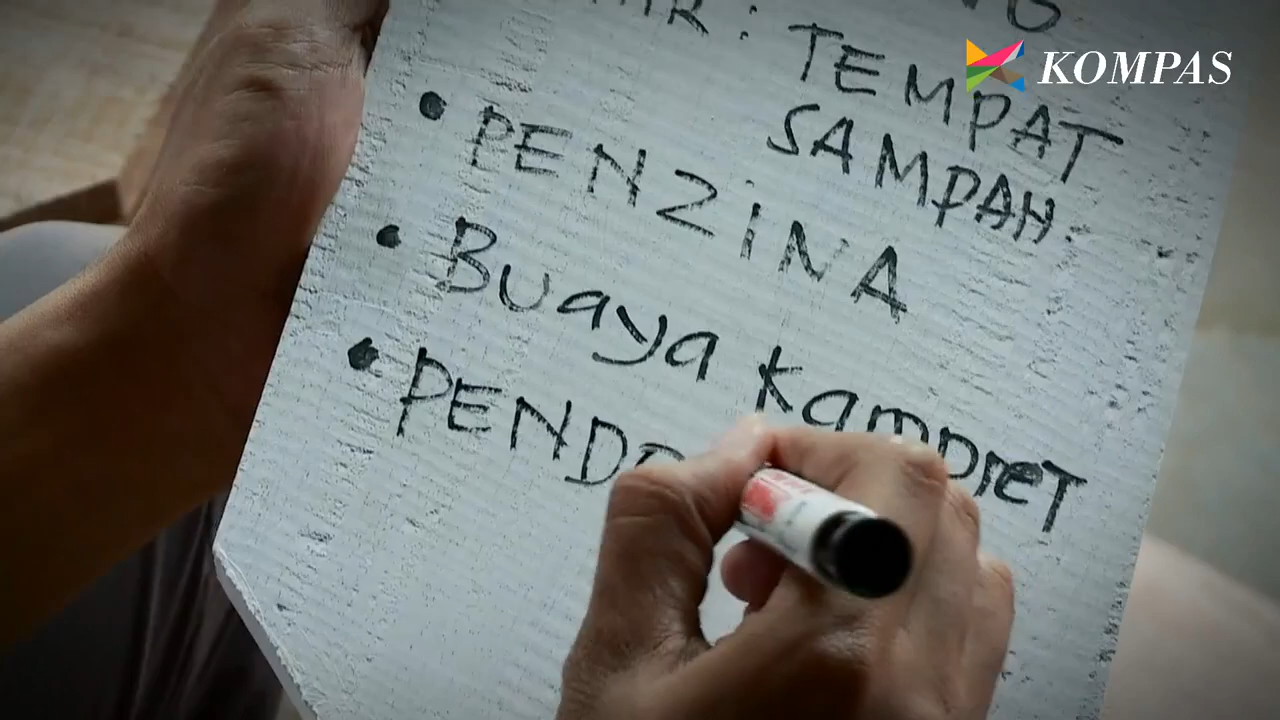 KOMPAS
TEMPAT
SAMPAH.
• PENZiNA
• Buaya kampret